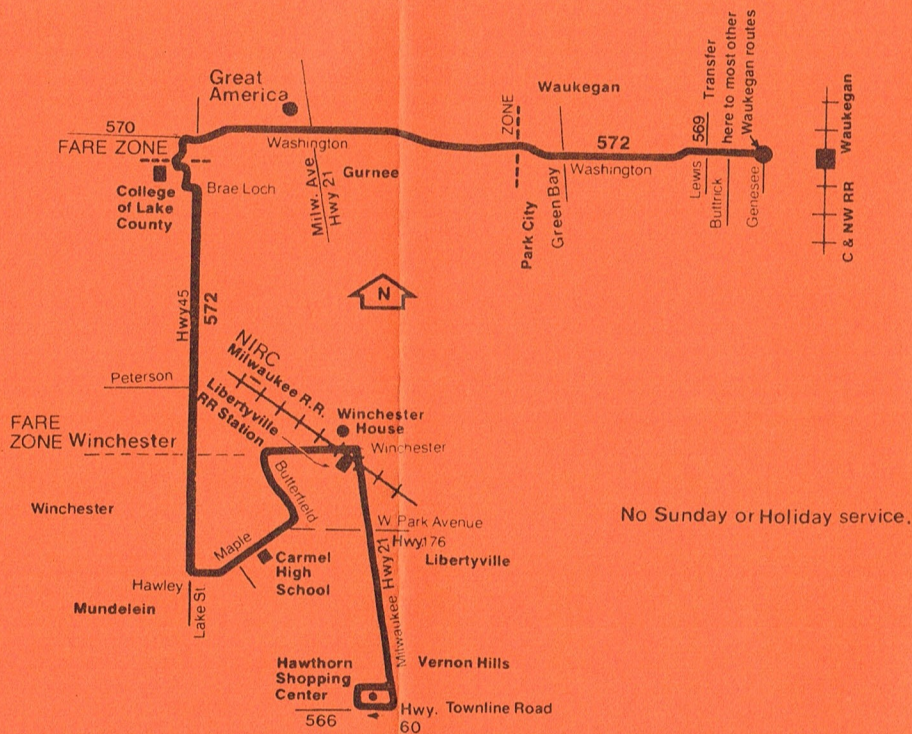 Great
America
570
FARE ZONE
Washington
Milw. Ave
Hwy 21
Gurnee
College
of Lake
County
Brae Loch
ZONE
Park City
Waukegan
Green Bay
572
Washington
Lewis
569
Buttrick
Transfer
here to most other
Waukegan routes
Genesee
C & NW RR
Waukegan
N
Hwy45
572
Peterson
NIRC
Milwaukee R.R.
Libertyville
RR Station
Winchester
House
FARE
ZONE Winchester
Winchester
Winchester
Butterfield
W Park Avenue
Hwy.176
Libertyville
Maple
Carmel
High
School
Hawley
Lake St
Mundelein
Milwaukee Hwy 21
No Sunday or Holiday service.
Hawthorn
Shopping
Center
Vernon Hills
566
Hwy. Townline Road
60